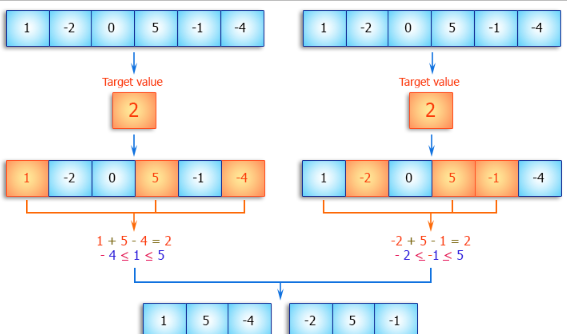 1 -2 0 5 -1 -4
1 -2 0 5 -1 -4
Target value
Target value
2
2
1 -2 0 5 -1 -4
1 -2 0 5 -1 -4
1 + 5 - 4 = 2
- 4 ≤ 1 ≤ 5
-2 + 5 - 1 = 2
- 2 ≤ -1 ≤ 5
1 5 -4
-2 5 -1